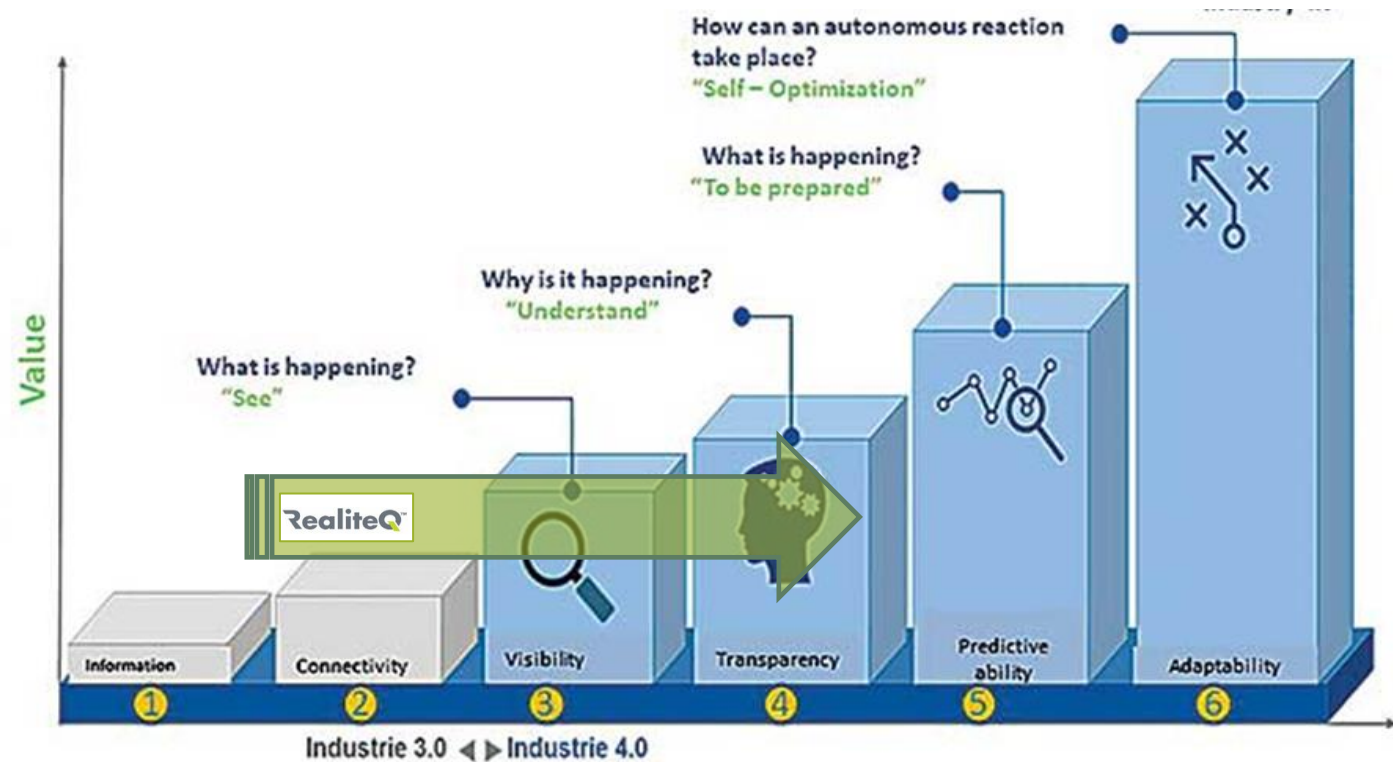 How can an autonomous reaction
take place?
“Self – Optimization”
What is happening?
“To be prepared”
Why is it happening?
“Understand”
What is happening?
“See”
Value
RealiteQ™
Information
Connectivity
Visibility
Transparency
Predictive
ability
Adaptability
1
2
3
4
5
6
Industrie 3.0
Industrie 4.0